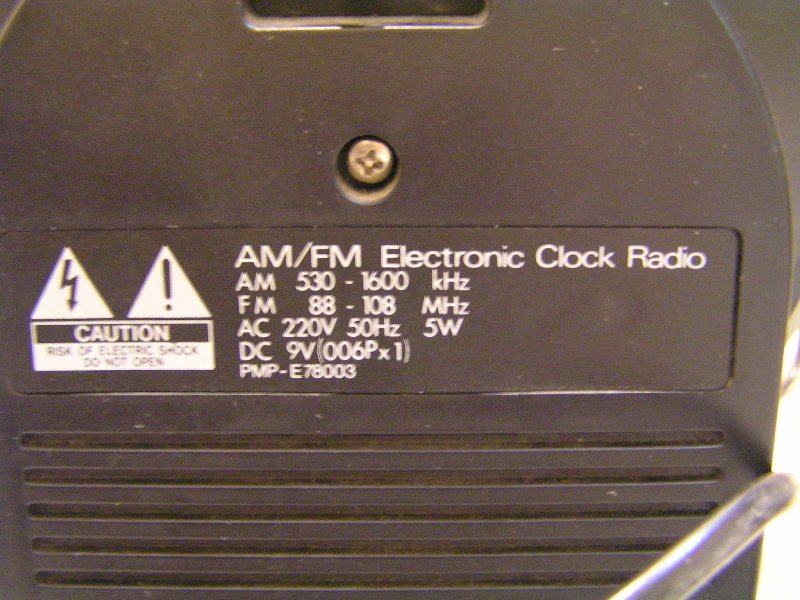 AM/FM Electronic Clock Radio
AM 530 - 1600 kHz
FM 88 - 108 MHz
AC 220V 50Hz 5W
DC 9V (006P x 1)
PMP-E78003
CAUTION
RISK OF ELECTRIC SHOCK
DO NOT OPEN